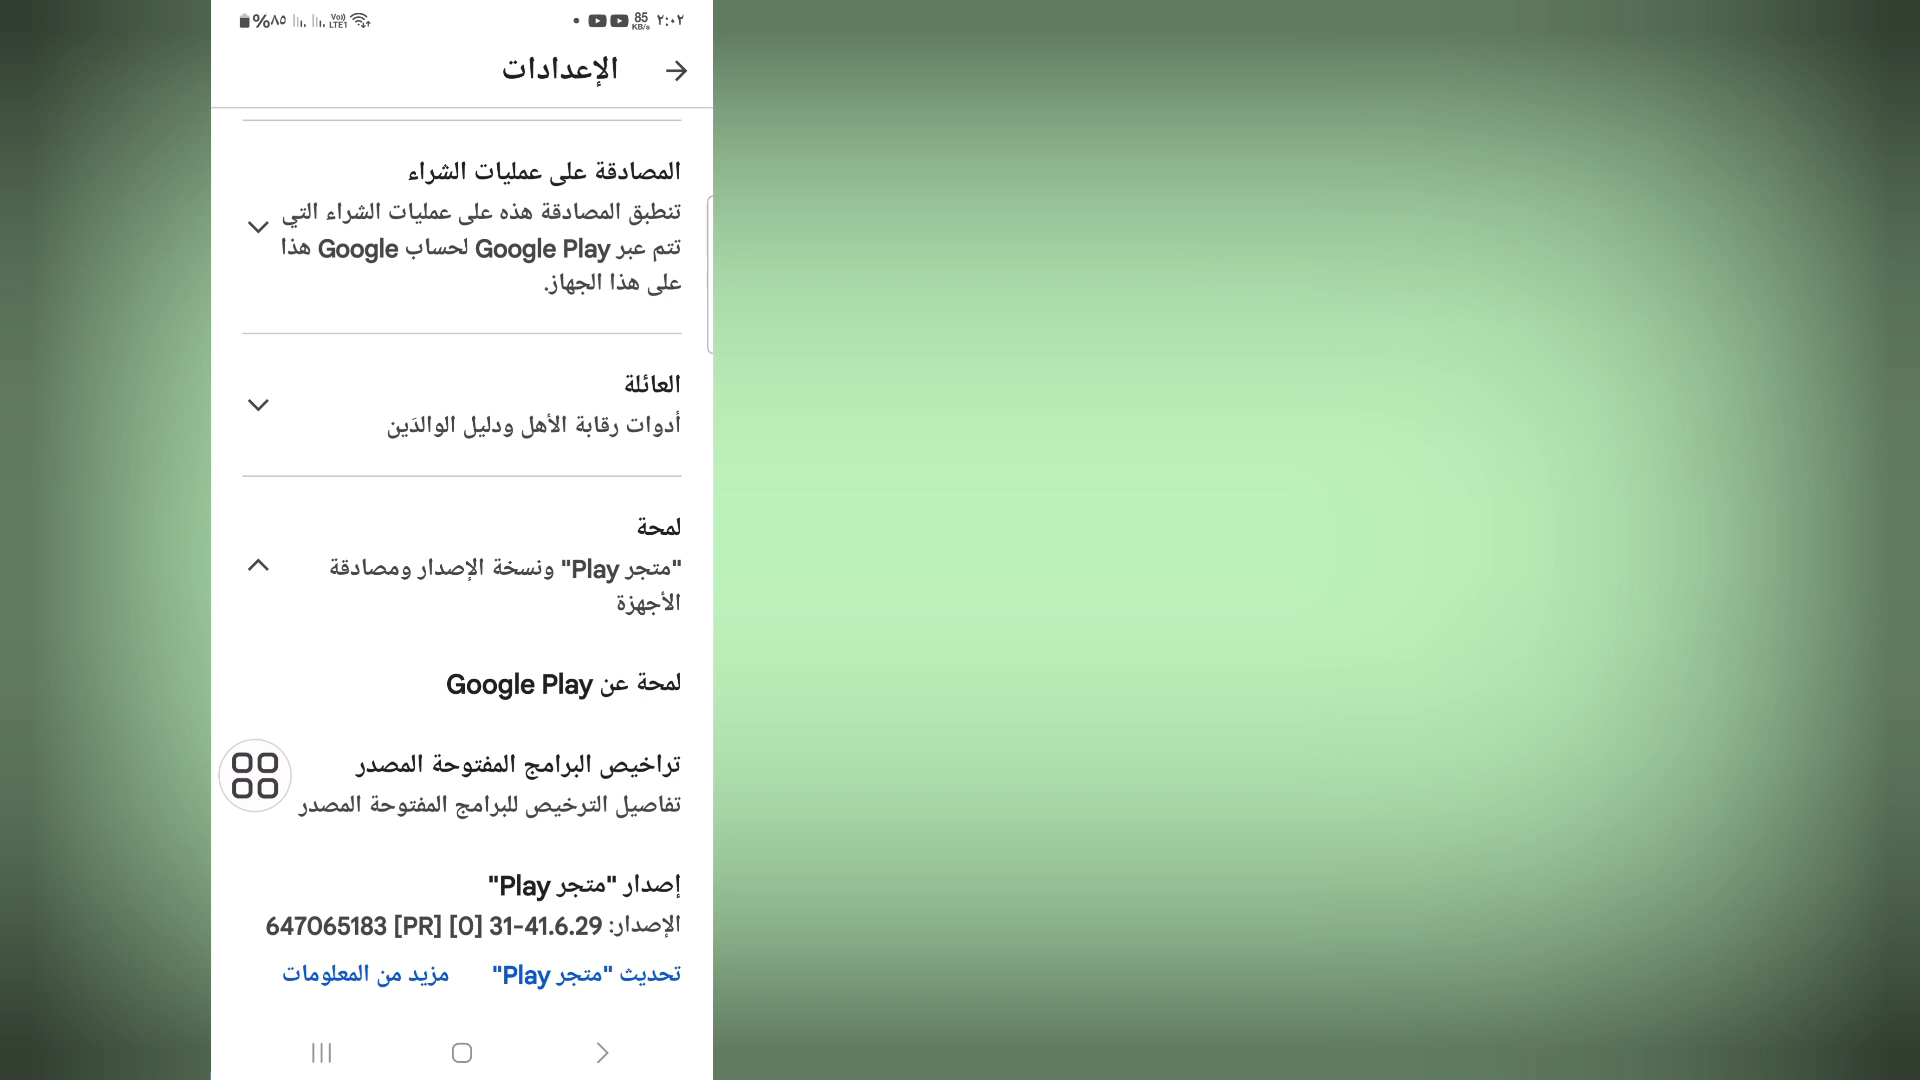 ٢:٠٢ 85 KB/s Vo)) LTE1 ٨٥%
الإعدادات
المصادقة على عمليات الشراء
تنطبق المصادقة هذه على عمليات الشراء التي
تتم عبر Google Play لحساب Google هذا
على هذا الجهاز.
العائلة
أدوات رقابة الأهل ودليل الوالدَين
لمحة
"متجر Play" ونسخة الإصدار ومصادقة
الأجهزة
لمحة عن Google Play
تراخيص البرامج المفتوحة المصدر
تفاصيل الترخيص للبرامج المفتوحة المصدر
إصدار "متجر Play"
الإصدار: 41.6.29-31 [0] [PR] 647065183
تحديث "متجر Play" مزيد من المعلومات